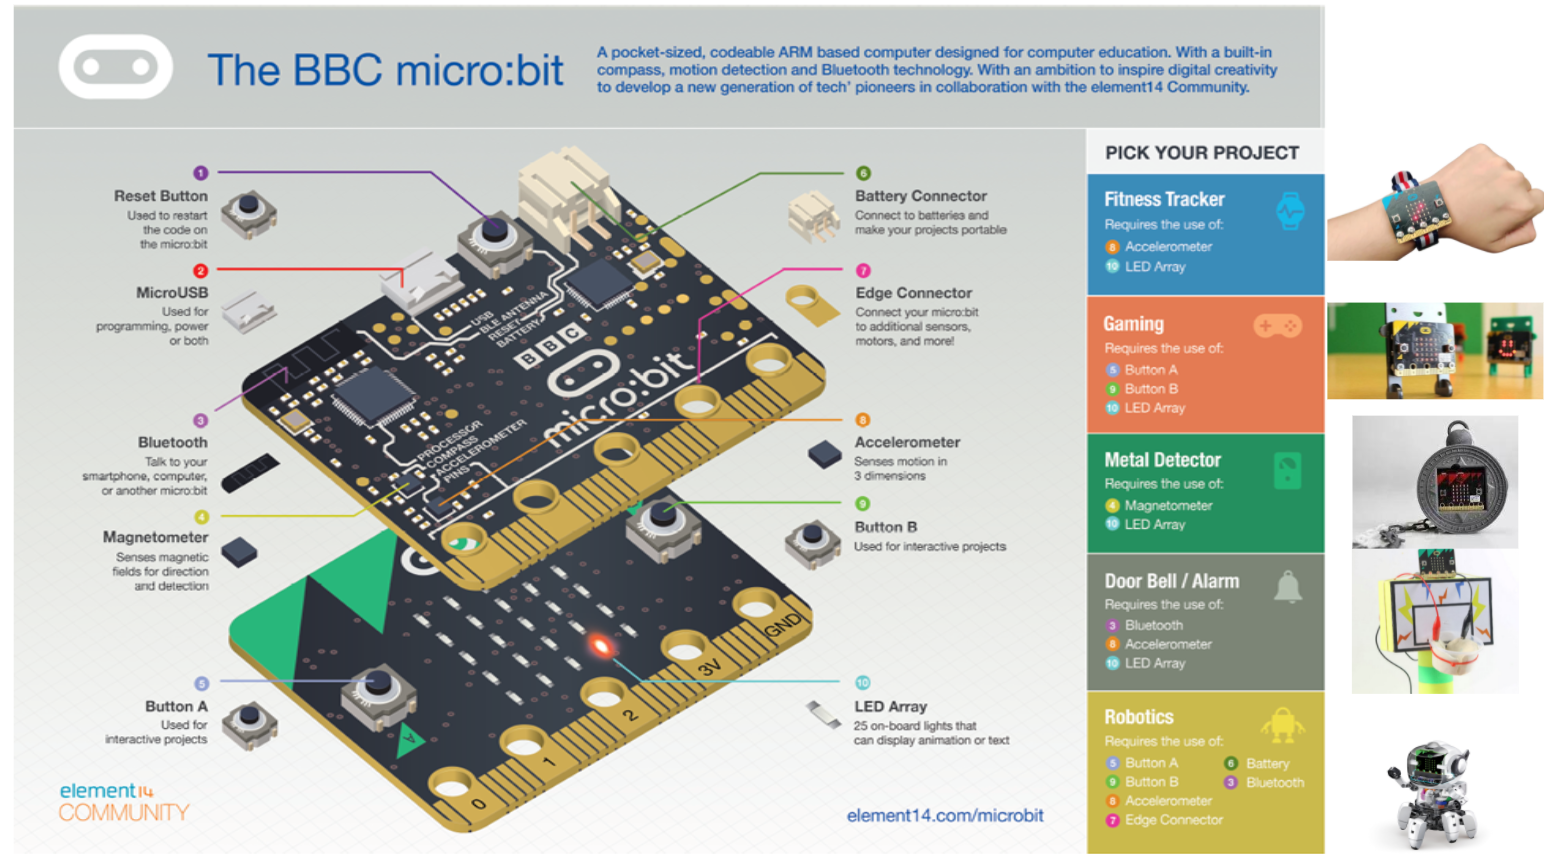 The BBC micro:bit
A pocket-sized, codeable ARM based computer designed for computer education. With a built-in
compass, motion detection and Bluetooth technology. With an ambition to inspire digital creativity
to develop a new generation of tech' pioneers in collaboration with the element14 Community.
1
Reset Button
Used to restart
the code on
the micro:bit
2
MicroUSB
Used for
programming, power
or both
3
Bluetooth
Talk to your
smartphone, computer,
or another micro:bit
4
Magnetometer
Senses magnetic
fields for direction
and detection
5
Button A
Used for
interactive projects
element14
COMMUNITY
USB
BLE ANTENNA
RESET
BATTERY
BBC
micro:bit
PROCESSOR
COMPASS
ACCELEROMETER
PINS
A
0
1
2
3V
GND
6
Battery Connector
Connect to batteries and
make your projects portable
7
Edge Connector
Connect your micro:bit
to additional sensors,
motors, and more!
8
Accelerometer
Senses motion in
3 dimensions
9
Button B
Used for interactive projects
10
LED Array
25 on-board lights that
can display animation or text
element14.com/microbit
PICK YOUR PROJECT
Fitness Tracker
Requires the use of:
8 Accelerometer
10 LED Array
Gaming
Requires the use of:
5 Button A
9 Button B
10 LED Array
Metal Detector
Requires the use of:
4 Magnetometer
10 LED Array
Door Bell / Alarm
Requires the use of:
3 Bluetooth
8 Accelerometer
10 LED Array
Robotics
Requires the use of:
5 Button A
9 Button B
8 Accelerometer
7 Edge Connector
6 Battery
3 Bluetooth